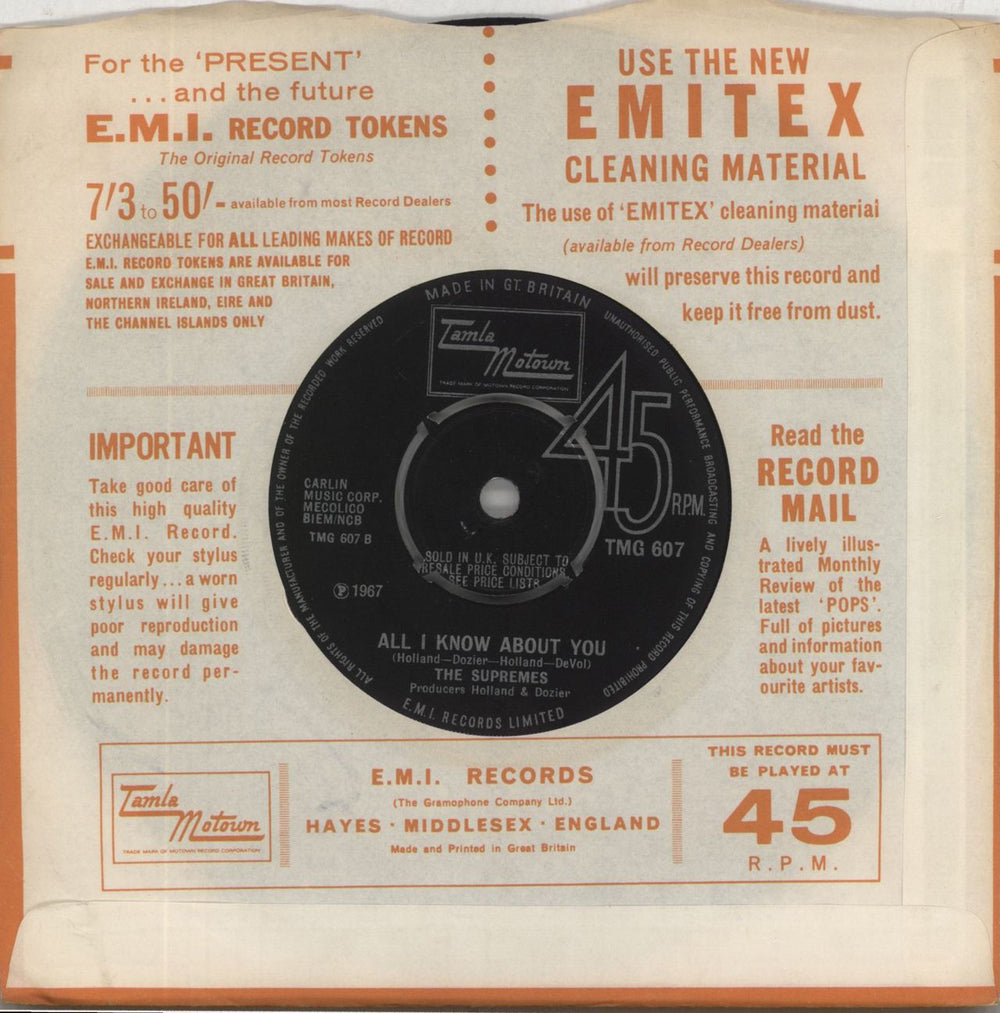 For the 'PRESENT'
...and the future
E.M.I. RECORD TOKENS
The Original Record Tokens
7/3 to 50/- available from most Record Dealers
EXCHANGEABLE FOR ALL LEADING MAKES OF RECORD
E.M.I. RECORD TOKENS ARE AVAILABLE FOR
SALE AND EXCHANGE IN GREAT BRITAIN,
NORTHERN IRELAND, EIRE AND
THE CHANNEL ISLANDS ONLY
USE THE NEW
EMITEX
CLEANING MATERIAL
The use of 'EMITEX' cleaning material
(available from Record Dealers)
will preserve this record and
keep it free from dust.
IMPORTANT
Take good care of
this high quality
E.M.I. Record.
Check your stylus
regularly...a worn
stylus will give
poor reproduction
and may damage
the record per-
manently.
MADE IN GT. BRITAIN
ALL RIGHTS OF THE MANUFACTURER AND OF THE OWNER OF THE RECORDED WORK RESERVED
UNAUTHORISED PUBLIC PERFORMANCE BROADCASTING AND COPYING OF THIS RECORD PROHIBITED
Tamla
Motown
TRADE MARK OF MOTOWN RECORD CORPORATION
45
R.P.M.
CARLIN
MUSIC CORP.
MECOLICO
BIEM/NCB
TMG 607 B
TMG 607
SOLD IN U.K. SUBJECT TO
RESALE PRICE CONDITIONS
SEE PRICE LISTS
Ⓟ 1967
ALL I KNOW ABOUT YOU
(Holland—Dozier—Holland—DeVol)
THE SUPREMES
Producers Holland & Dozier
E.M.I. RECORDS LIMITED
Read the
RECORD
MAIL
A lively illus-
trated Monthly
Review of the
latest 'POPS'.
Full of pictures
and information
about your fav-
ourite artists.
Tamla
Motown
TRADE MARK OF MOTOWN RECORD CORPORATION
E.M.I. RECORDS
(The Gramophone Company Ltd.)
HAYES · MIDDLESEX · ENGLAND
Made and Printed in Great Britain
THIS RECORD MUST
BE PLAYED AT
45
R.P.M.